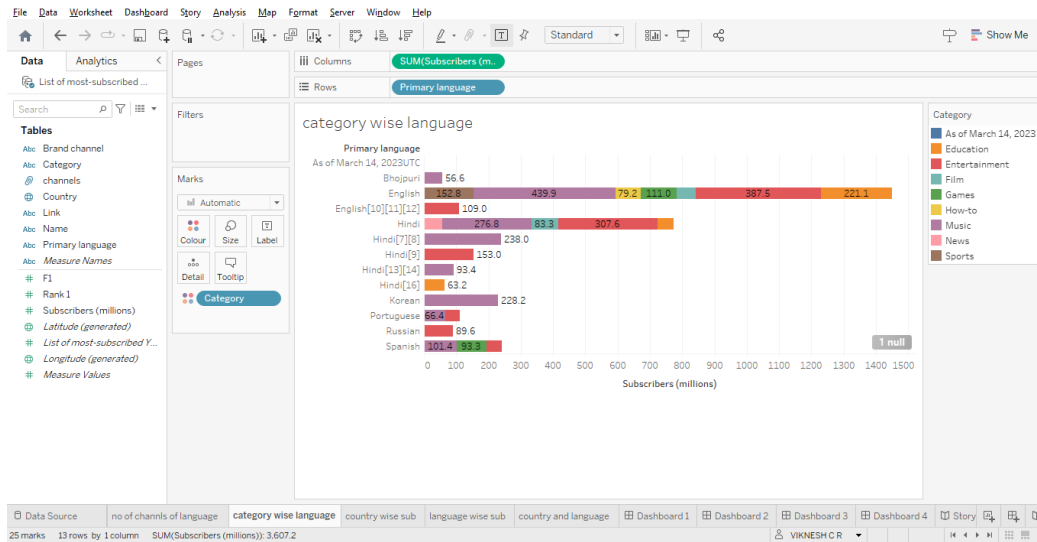 File Data Worksheet Dashboard Story Analysis Map Format Server Window Help
Standard Show Me
Data Analytics
List of most-subscribed ...
Search
Tables
Abc Brand channel
Abc Category
channels
Country
Abc Link
Abc Name
Abc Primary language
Abc Measure Names
# F1
# Rank 1
# Subscribers (millions)
Latitude (generated)
# List of most-subscribed Y...
Longitude (generated)
# Measure Values
Pages
Filters
Marks
Automatic
Colour Size Label
Detail Tooltip
Category
Columns SUM(Subscribers (m..
Rows Primary language
category wise language
Primary language
As of March 14, 2023UTC
Bhojpuri 56.6
English 152.8 439.9 79.2 111.0 387.5 221.1
English[10][11][12] 109.0
Hindi 276.8 83.3 307.6
Hindi[7][8] 238.0
Hindi[9] 153.0
Hindi[13][14] 93.4
Hindi[16] 63.2
Korean 228.2
Portuguese 66.4
Russian 89.6
Spanish 101.4 93.3
1 null
0 100 200 300 400 500 600 700 800 900 1000 1100 1200 1300 1400 1500
Subscribers (millions)
Category
As of March 14, 2023
Education
Entertainment
Film
Games
How-to
Music
News
Sports
Data Source no of channls of language category wise language country wise sub language wise sub country and language Dashboard 1 Dashboard 2 Dashboard 3 Dashboard 4 Story
25 marks 13 rows by 1 column SUM(Subscribers (millions)): 3,607.2 VIKNESH C R